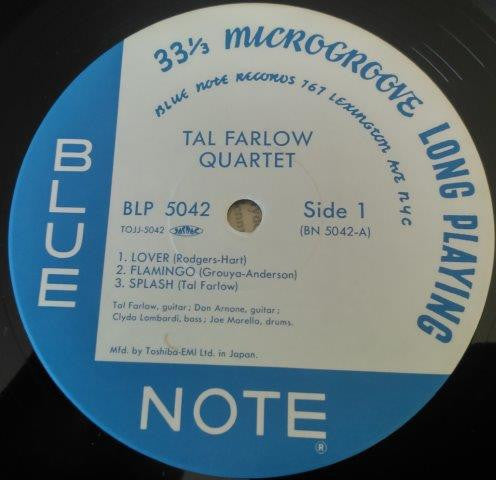 33⅓ MICROGROOVE LONG PLAYING
BLUE NOTE RECORDS 767 LEXINGTON AVE NYC
TAL FARLOW
QUARTET
BLP 5042
Side 1
TOJJ-5042
(BN 5042-A)
1. LOVER (Rodgers-Hart)
2. FLAMINGO (Grouya-Anderson)
3. SPLASH (Tal Farlow)
Tal Farlow, guitar; Don Arnone, guitar;
Clyde Lombardi, bass; Joe Morello, drums.
Mfd. by Toshiba-EMI Ltd. in Japan.
BLUE
NOTE
®